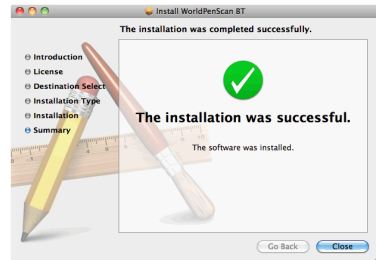 Install WorldPenScan BT
The installation was completed successfully.
Introduction
License
Destination Select
Installation Type
Installation
Summary
The installation was successful.
The software was installed.
Go Back
Close